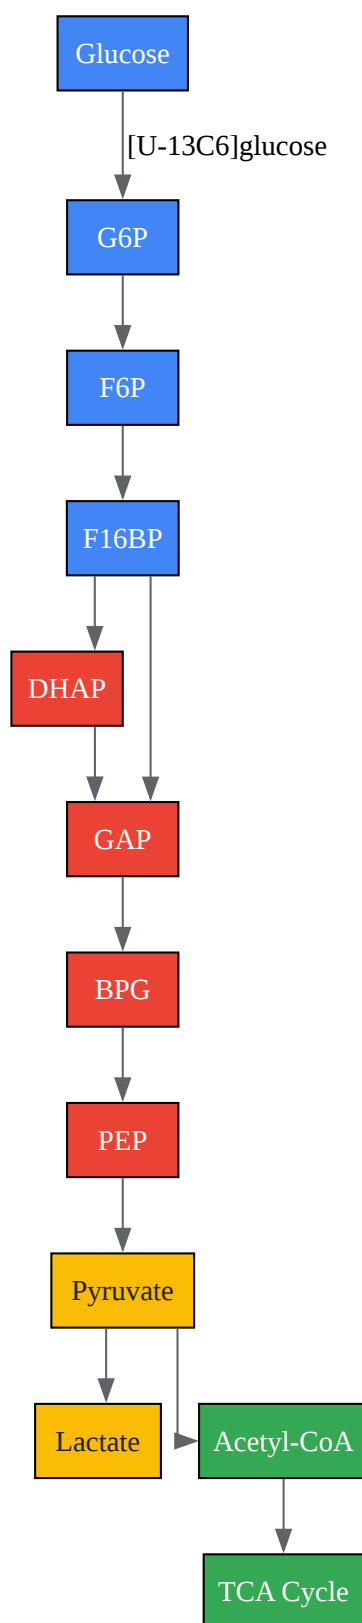 Glucose
[U-13C6]glucose
G6P
F6P
F16BP
DHAP
GAP
BPG
PEP
Pyruvate
Lactate
Acetyl-CoA
TCA Cycle